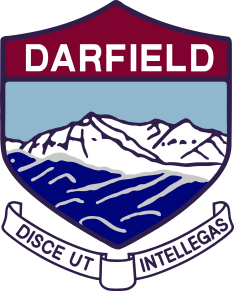 DARFIELD
DISCE UT INTELLEGAS